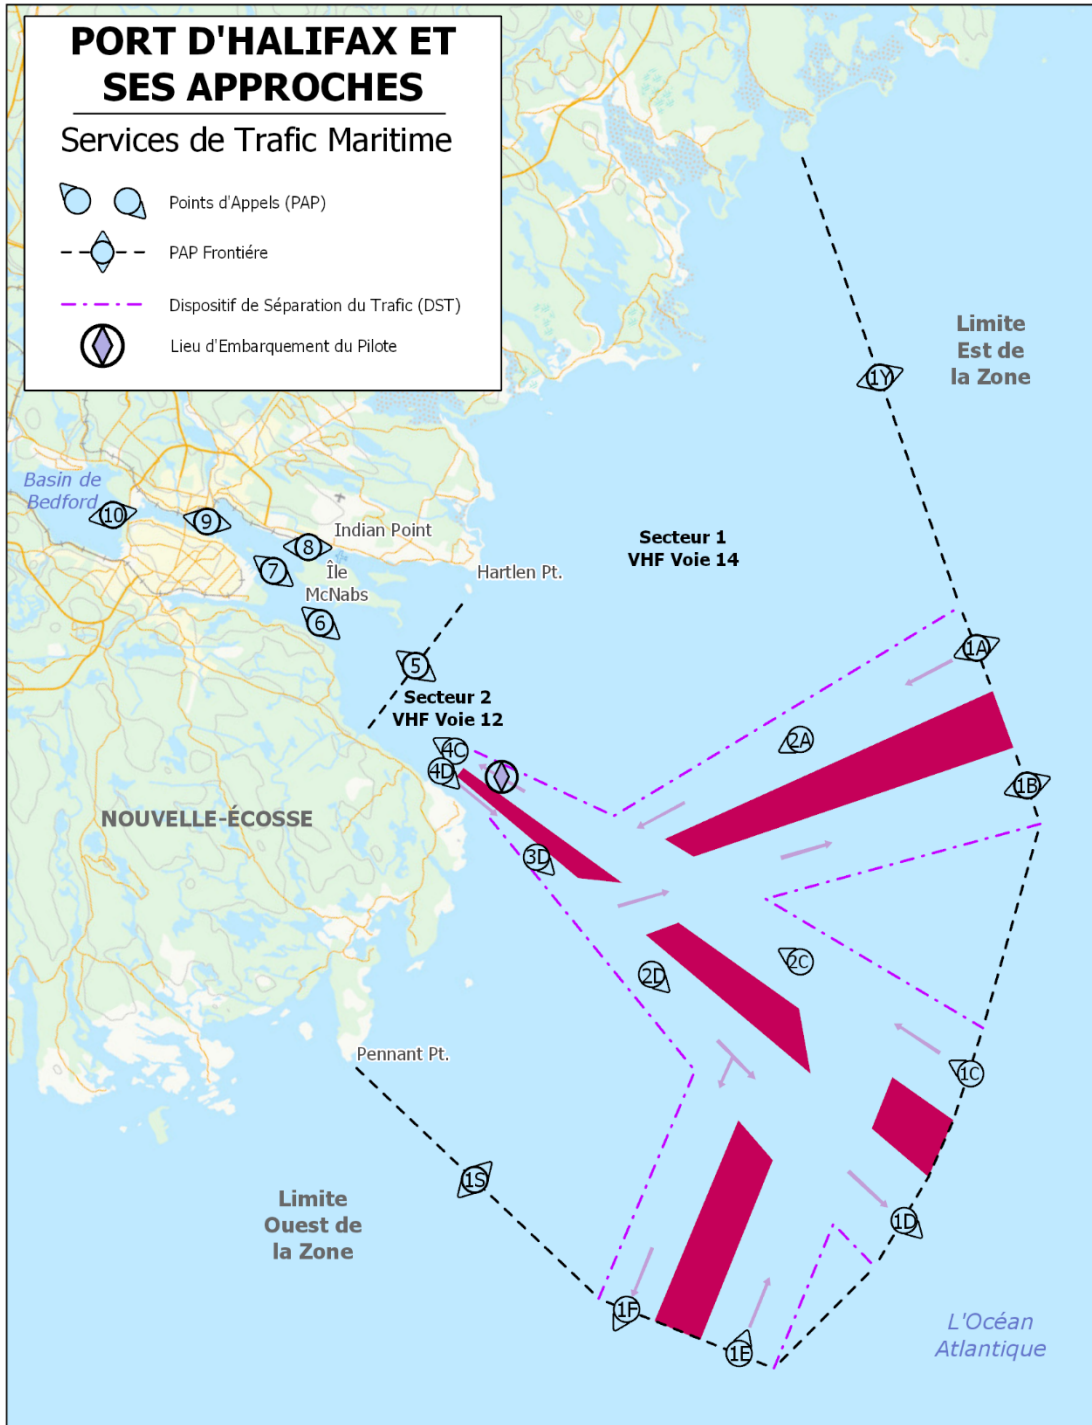 PORT D'HALIFAX ET
SES APPROCHES
Services de Trafic Maritime
Points d'Appels (PAP)
PAP Frontiére
Dispositif de Séparation du Trafic (DST)
Lieu d'Embarquement du Pilote
Limite
Est de
la Zone
1Y
Basin de
Bedford
10
9
8
Indian Point
7
Île
McNabs
Hartlen Pt.
6
Secteur 1
VHF Voie 14
5
1A
Secteur 2
VHF Voie 12
4C
4D
2A
1B
NOUVELLE-ÉCOSSE
3D
2D
2C
Pennant Pt.
1C
1S
Limite
Ouest de
la Zone
1D
1F
1E
L'Océan
Atlantique